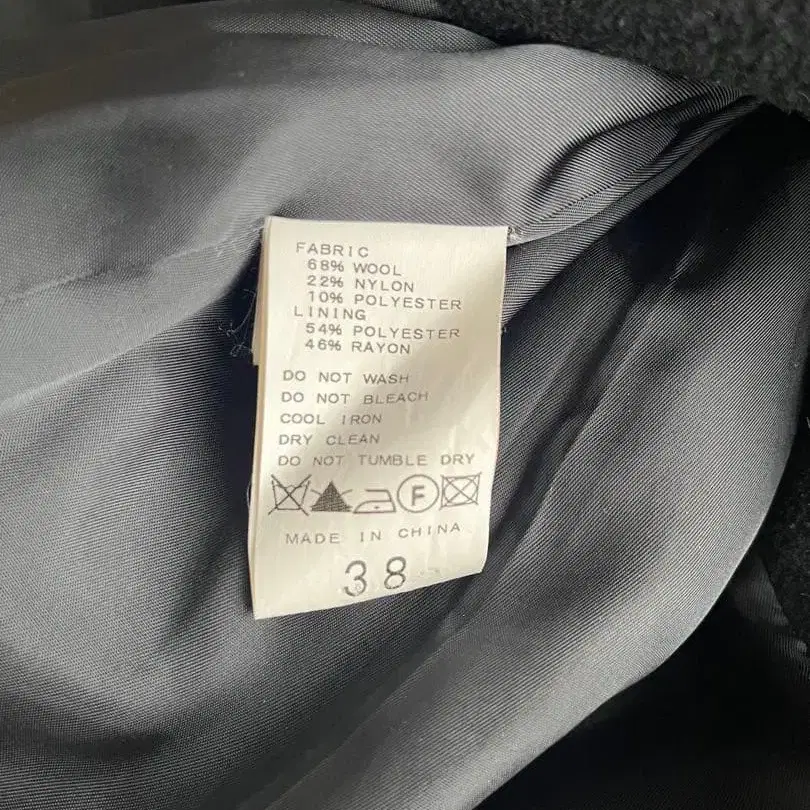 FABRIC
68% WOOL
22% NYLON
10% POLYESTER
LINING
54% POLYESTER
46% RAYON
DO NOT WASH
DO NOT BLEACH
COOL IRON
DRY CLEAN
DO NOT TUMBLE DRY
F
MADE IN CHINA
38